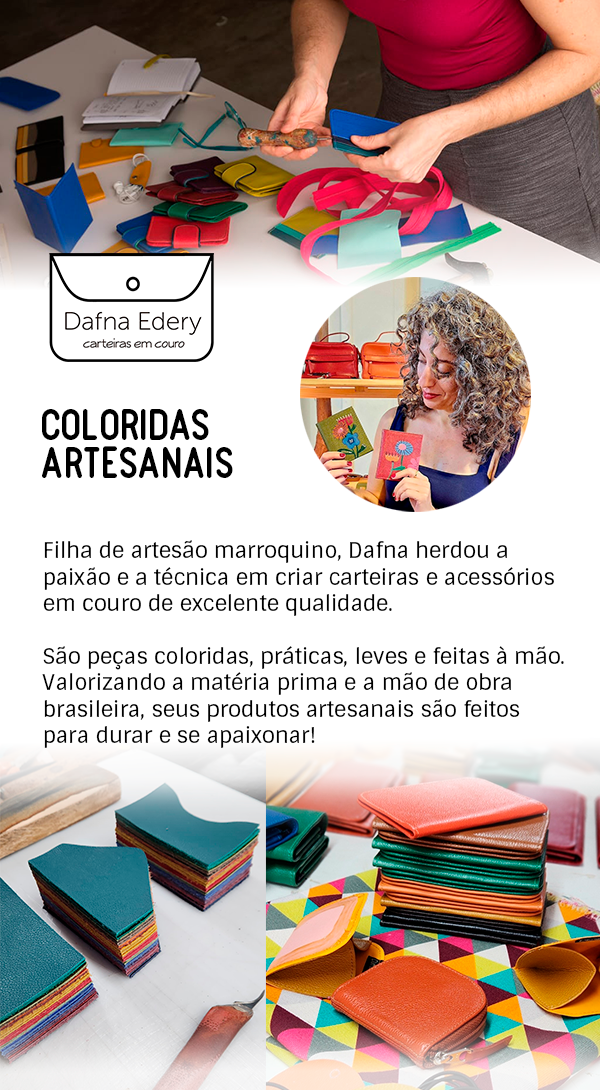 Dafna Edery
carteiras em couro
COLORIDAS
ARTESANAIS
Filha de artesão marroquino, Dafna herdou a
paixão e a técnica em criar carteiras e acessórios
em couro de excelente qualidade.
São peças coloridas, práticas, leves e feitas à mão.
Valorizando a matéria prima e a mão de obra
brasileira, seus produtos artesanais são feitos
para durar e se apaixonar!